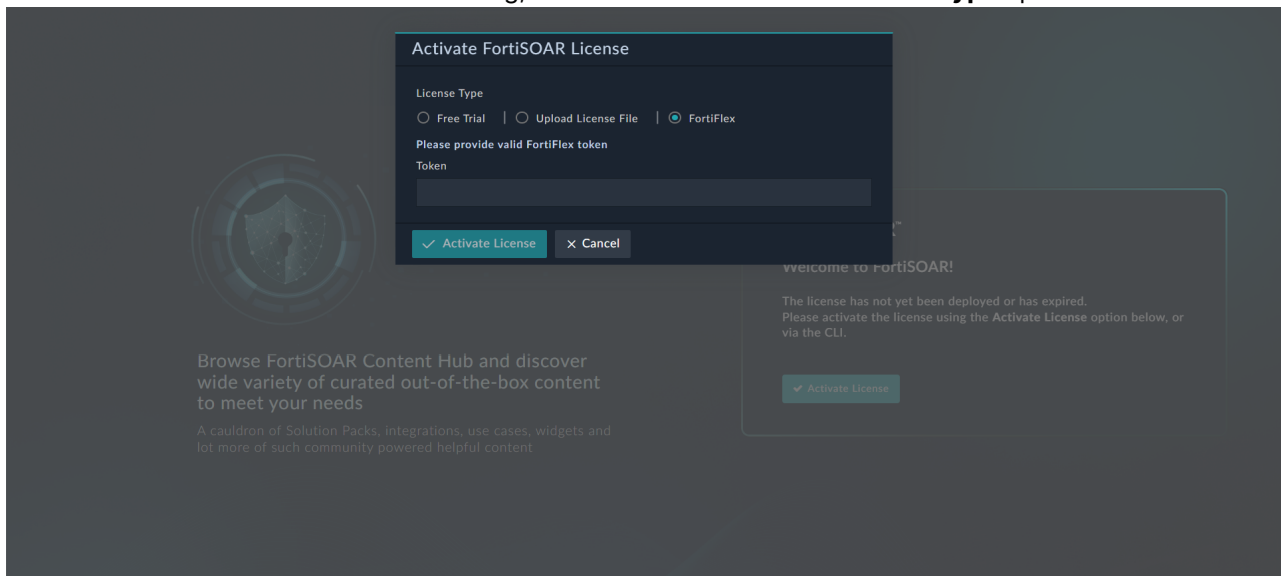 Activate FortiSOAR License
License Type
Free Trial | Upload License File | FortiFlex
Please provide valid FortiFlex token
Token
Activate License
Cancel
Welcome to FortiSOAR!
The license has not yet been deployed or has expired.
Please activate the license using the Activate License option below, or
via the CLI.
Activate License
Browse FortiSOAR Content Hub and discover
wide variety of curated out-of-the-box content
to meet your needs
A cauldron of Solution Packs, integrations, use cases, widgets and
lot more of such community powered helpful content